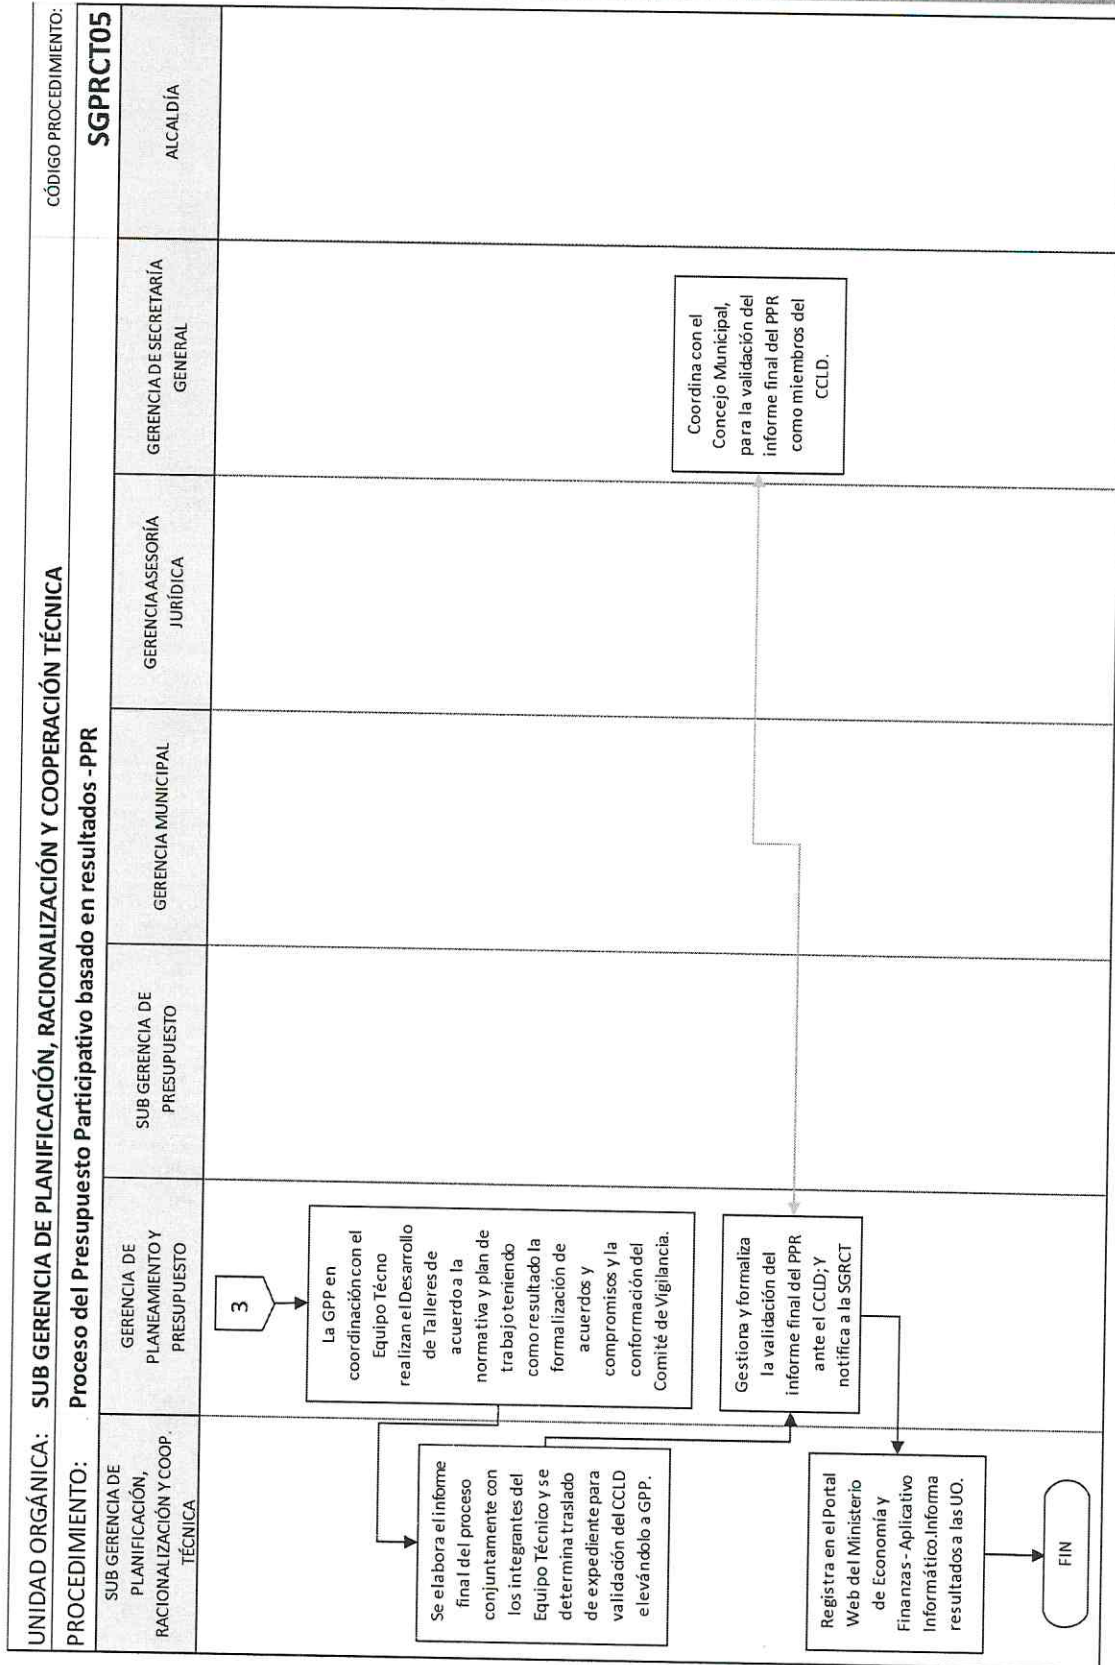 UNIDAD ORGÁNICA: SUB GERENCIA DE PLANIFICACIÓN, RACIONALIZACIÓN Y COOPERACIÓN TÉCNICA
CÓDIGO PROCEDIMIENTO:
PROCEDIMIENTO: Proceso del Presupuesto Participativo basado en resultados -PPR
SGPRCT05
SUB GERENCIA DE
PLANIFICACIÓN,
RACIONALIZACIÓN Y COOP.
TÉCNICA
GERENCIA DE
PLANEAMIENTO Y
PRESUPUESTO
SUB GERENCIA DE
PRESUPUESTO
GERENCIA MUNICIPAL
GERENCIA ASESORÍA
JURÍDICA
GERENCIA DE SECRETARÍA
GENERAL
ALCALDÍA
3
La GPP en
coordinación con el
Equipo Técno
realizan el Desarrollo
de Talleres de
acuerdo a la
normativa y plan de
trabajo teniendo
como resultado la
formalización de
acuerdos y
compromisos y la
conformación del
Comité de Vigilancia.
Se elabora el informe
final del proceso
conjuntamente con
los integrantes del
Equipo Técnico y se
determina traslado
de expediente para
validación del CCLD
elevándolo a GPP.
Gestiona y formaliza
la validación del
informe final del PPR
ante el CCLD; Y
notifica a la SGRCT
Coordina con el
Concejo Municipal,
para la validación del
informe final del PPR
como miembros del
CCLD.
Registra en el Portal
Web del Ministerio
de Economía y
Finanzas - Aplicativo
Informático.Informa
resultados a las UO.
FIN